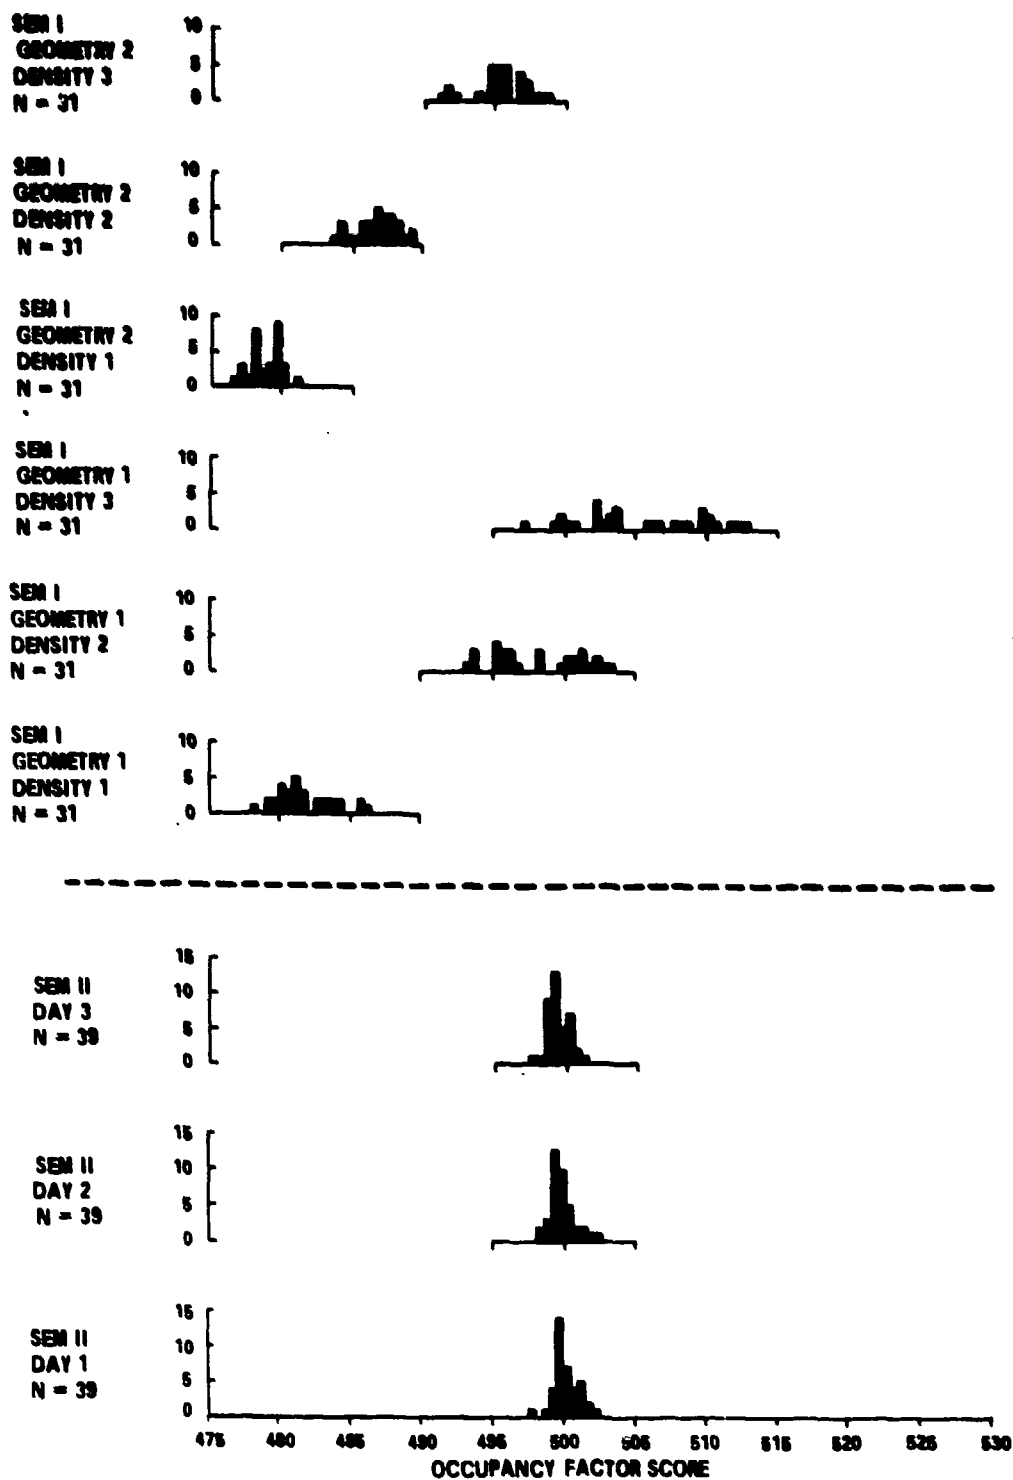 SEM I
GEOMETRY 2
DENSITY 3
N = 31
10
5
0
SEM I
GEOMETRY 2
DENSITY 2
N = 31
10
5
0
SEM I
GEOMETRY 2
DENSITY 1
N = 31
10
5
0
SEM I
GEOMETRY 1
DENSITY 3
N = 31
10
5
0
SEM I
GEOMETRY 1
DENSITY 2
N = 31
10
5
0
SEM I
GEOMETRY 1
DENSITY 1
N = 31
10
5
0
SEM II
DAY 3
N = 39
15
10
5
0
SEM II
DAY 2
N = 39
15
10
5
0
SEM II
DAY 1
N = 39
15
10
5
0
475 480 485 490 495 500 505 510 515 520 525 530
OCCUPANCY FACTOR SCORE